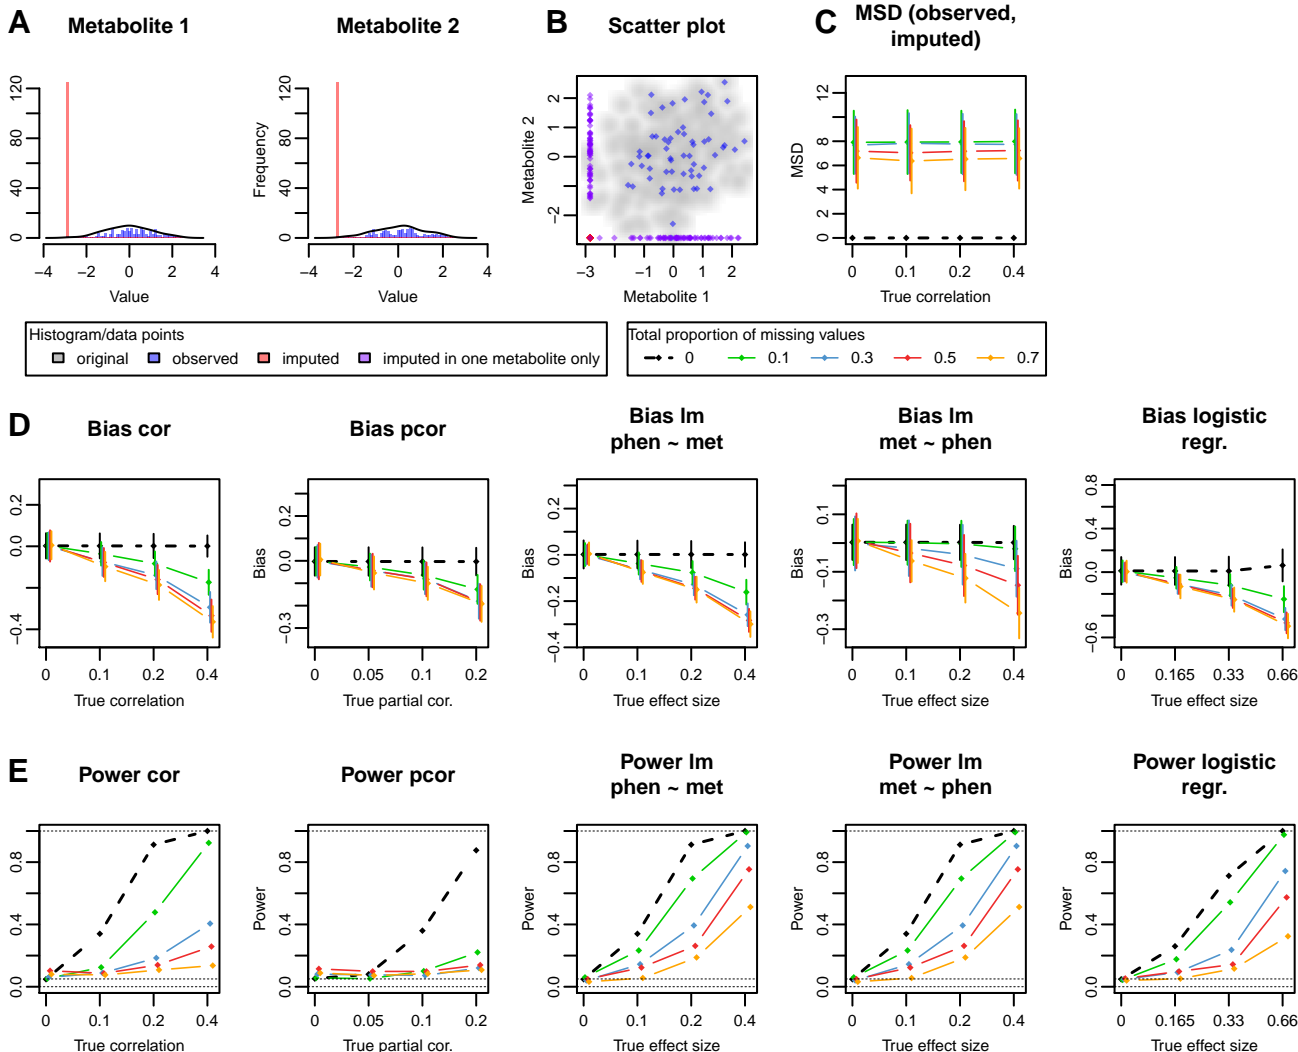 A
Metabolite 1
Metabolite 2
B
Scatter plot
C
MSD (observed,
imputed)
0
40
80
120
−4
−2
0
2
4
Value
Frequency
0
40
80
120
−4
−2
0
2
4
Value
Metabolite 2
−2
0
1
2
−3
−1
0
1
2
Metabolite 1
MSD
0
2
4
6
8
12
0
0.1
0.2
0.4
True correlation
Histogram/data points
original
observed
imputed
imputed in one metabolite only
Total proportion of missing values
0
0.1
0.3
0.5
0.7
D
Bias cor
Bias pcor
Bias lm
phen ~ met
Bias lm
met ~ phen
Bias logistic
regr.
−0.4
0.0
0.2
0
0.1
0.2
0.4
True correlation
Bias
−0.3
0.0
0.2
0
0.05
0.1
0.2
True partial cor.
Bias
−0.4
−0.2
0.0
0.2
0
0.1
0.2
0.4
True effect size
Bias
−0.3
−0.1
0.1
0
0.1
0.2
0.4
True effect size
Bias
−0.6
0.0
0.4
0.8
0
0.165
0.33
0.66
True effect size
E
Power cor
Power pcor
Power lm
phen ~ met
Power lm
met ~ phen
Power logistic
regr.
0.0
0.4
0.8
0
0.1
0.2
0.4
True correlation
Power
0.0
0.4
0.8
0
0.05
0.1
0.2
True partial cor.
Power
0.0
0.4
0.8
0
0.1
0.2
0.4
True effect size
Power
0.0
0.4
0.8
0
0.1
0.2
0.4
True effect size
Power
0.0
0.4
0.8
0
0.165
0.33
0.66
True effect size